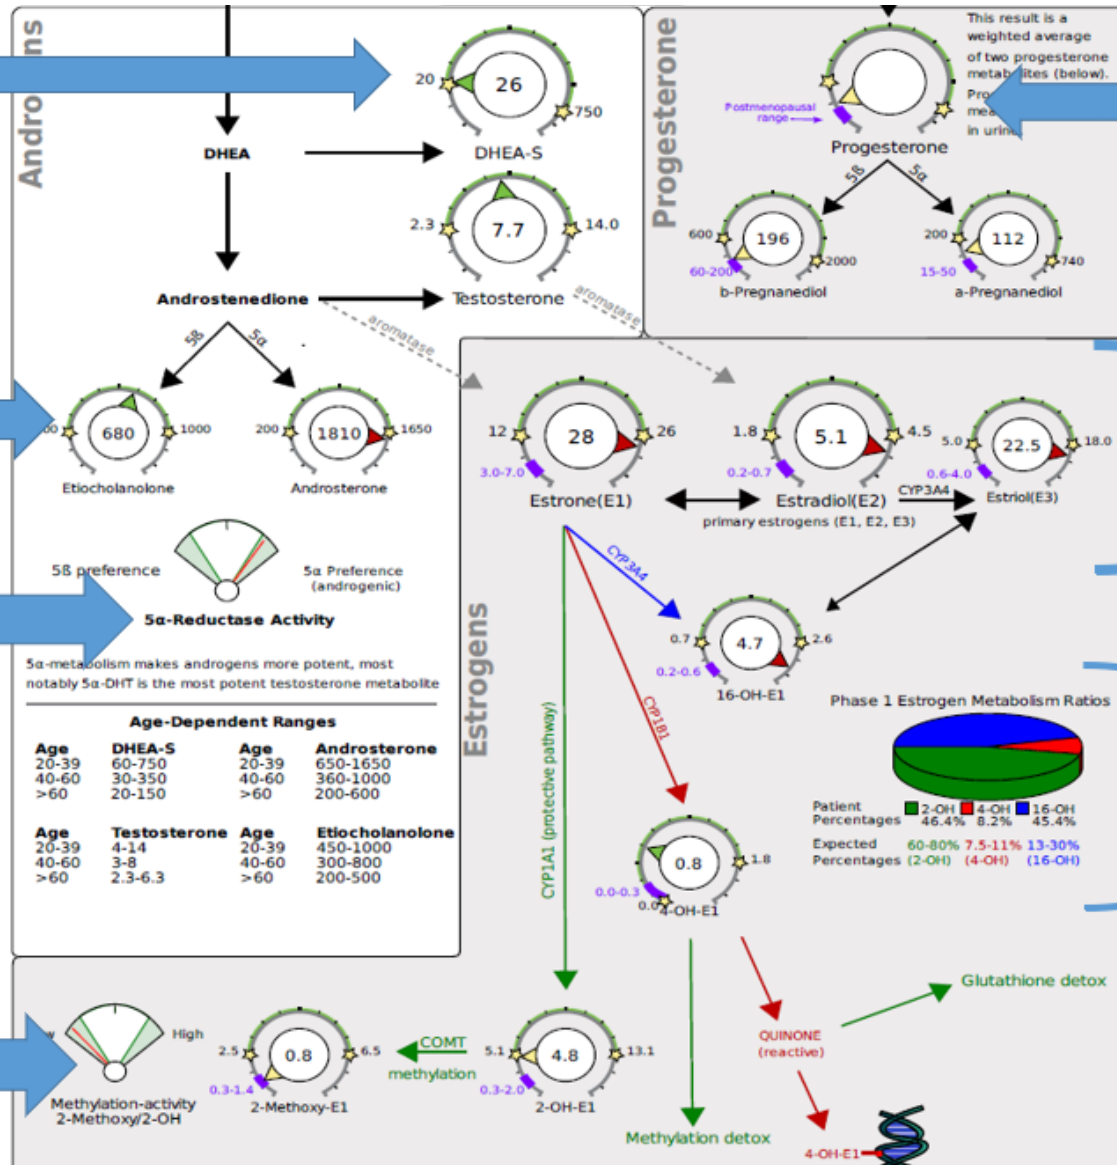 Androgens
20
26
750
DHEA-S
DHEA
2.3
7.7
14.0
Testosterone
Androstenedione
aromatase
aromatase
5ß
5α
680
1000
Etiocholanolone
200
1810
1650
Androsterone
5ß preference
5α Preference
(androgenic)
5α-Reductase Activity
5α-metabolism makes androgens more potent, most
notably 5α-DHT is the most potent testosterone metabolite
Age-Dependent Ranges
Age DHEA-S Age Androsterone
20-39 60-750 20-39 650-1650
40-60 30-350 40-60 360-1000
>60 20-150 >60 200-600
Age Testosterone Age Etiocholanolone
20-39 4-14 20-39 450-1000
40-60 3-8 40-60 300-800
>60 2.3-6.3 >60 200-500
Progesterone
This result is a
weighted average
of two progesterone
metabolites (below).
in urine
Postmenopausal
range
Progesterone
5ß
5α
600
196
2000
60-200
b-Pregnanediol
200
112
740
15-50
a-Pregnanediol
Estrogens
12
28
26
3.0-7.0
Estrone(E1)
1.8
5.1
4.5
0.2-0.7
Estradiol(E2)
CYP3A4
5.0
22.5
18.0
0.6-4.0
Estriol(E3)
primary estrogens (E1, E2, E3)
CYP3A4
0.7
4.7
2.6
0.2-0.6
16-OH-E1
CYP1B1
CYP1A1 (protective pathway)
Phase 1 Estrogen Metabolism Ratios
Patient 2-OH 4-OH 16-OH
Percentages 46.4% 8.2% 45.4%
Expected 60-80% 7.5-11% 13-30%
Percentages (2-OH) (4-OH) (16-OH)
0.8
1.8
0.0-0.3
0.0
4-OH-E1
Glutathione detox
QUINONE
(reactive)
Methylation detox
4-OH-E1
High
Methylation-activity
2-Methoxy/2-OH
2.5
0.8
6.5
0.3-1.4
2-Methoxy-E1
COMT
methylation
5.1
4.8
13.1
0.3-2.0
2-OH-E1